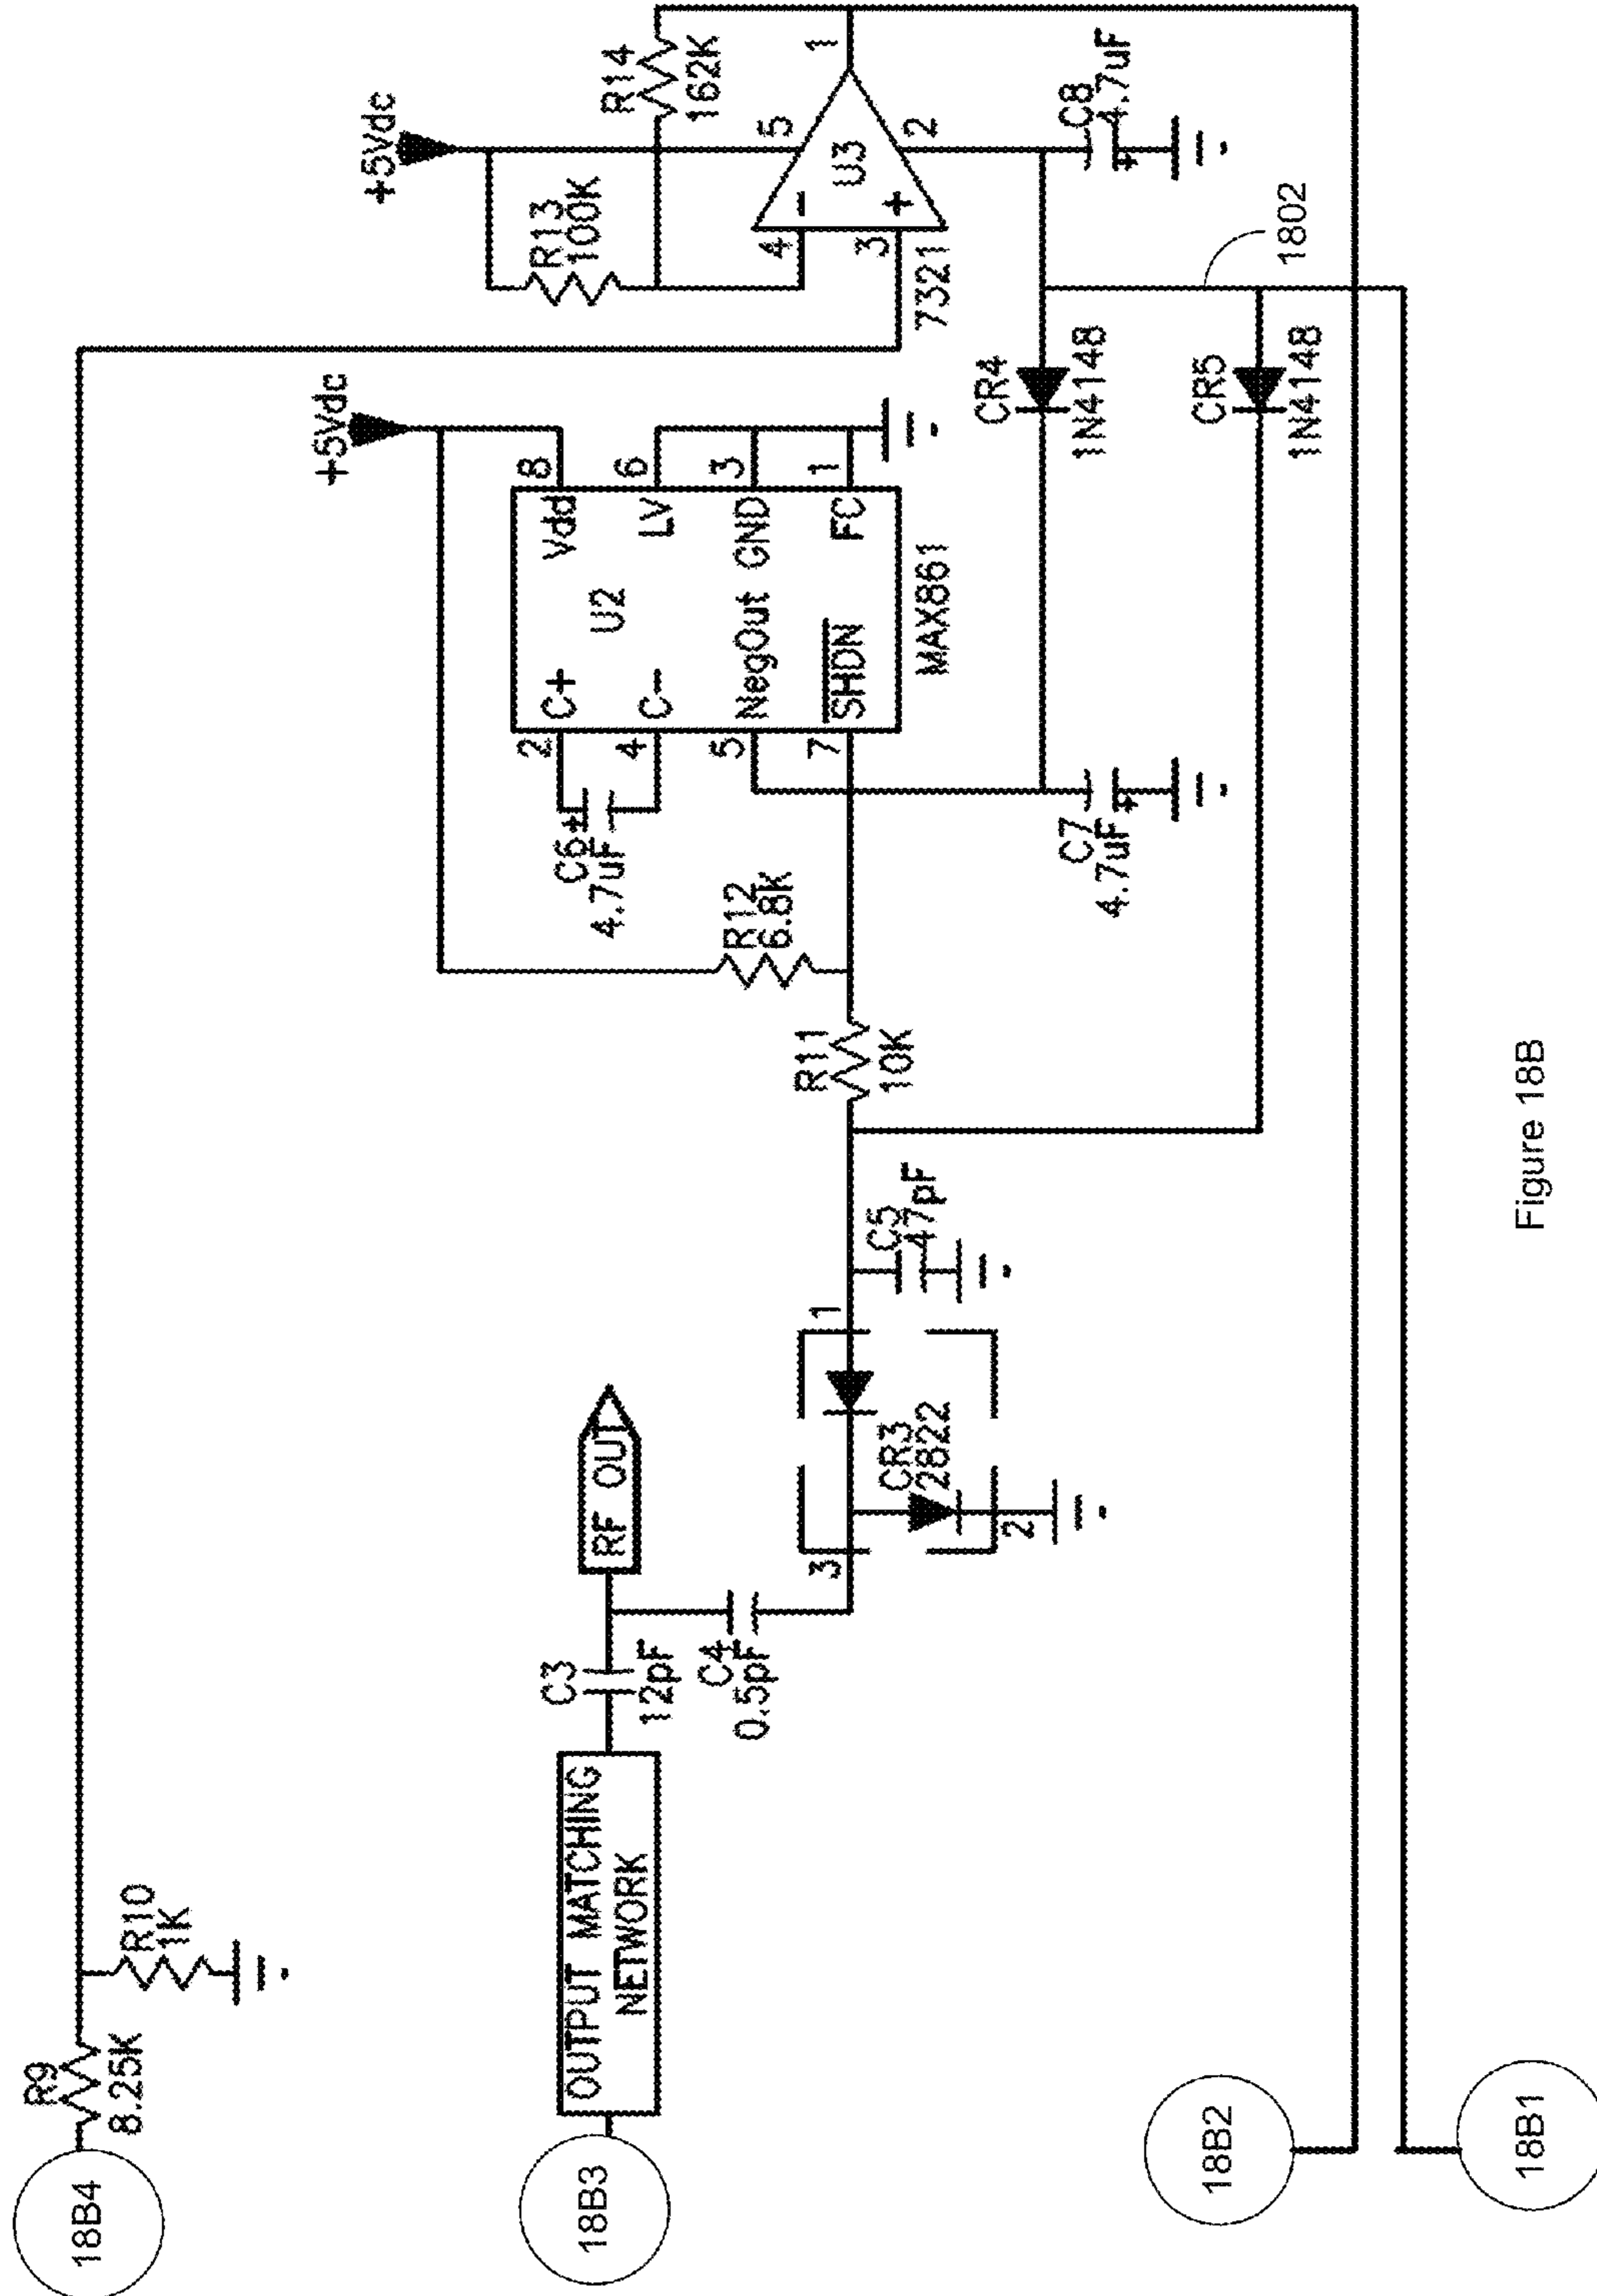 18B4
R9
8.25K
R10
1K
+5Vdc
+5Vdc
R13
100K
R14
162K
18B3
OUTPUT MATCHING
NETWORK
C3
12pF
RF OUT
C4
0.5pF
3
CR3
2822
2
1
C5
47pF
R11
10K
R12
6.8K
C6
+
4.7uF
2
C+
Vdd
8
4
C-
U2
LV
6
5
NegOut
GND
3
7
SHDN
FC
1
MAX861
4
-
3
+
U3
5
2
1
7321
C7
+
4.7uF
CR4
1N4148
C8
+
4.7uF
CR5
1N4148
1802
18B2
18B1
Figure 18B